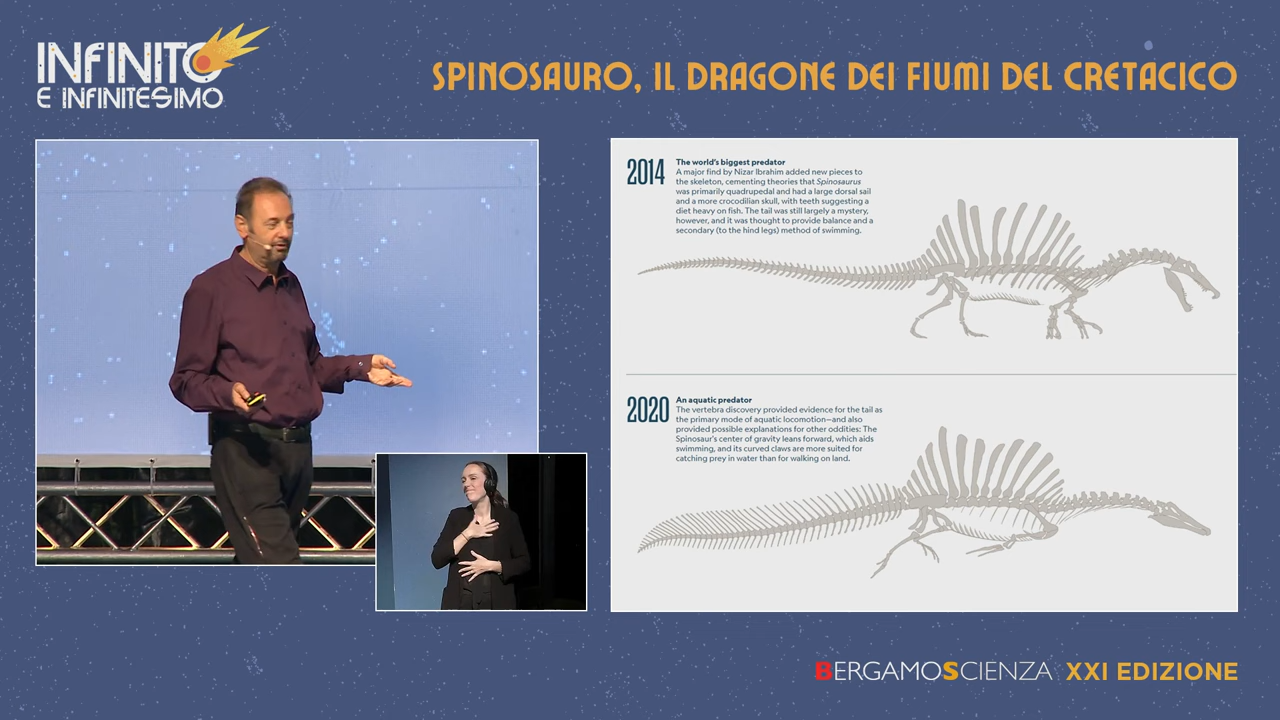 INFINITO
E INFINITESIMO
SPINOSAURO, IL DRAGONE DEI FIUMI DEL CRETACICO
2014
The world's biggest predator
A major find by Nizar Ibrahim added new pieces to
the skeleton, cementing theories that Spinosaurus
was primarily quadrupedal and had a large dorsal sail
and a more crocodilian skull, with teeth suggesting a
diet heavy on fish. The tail was still largely a mystery,
however, and it was thought to provide balance and a
secondary (to the hind legs) method of swimming.
2020
An aquatic predator
The vertebra discovery provided evidence for the tail as
the primary mode of aquatic locomotion—and also
provided possible explanations for other oddities: The
Spinosaur's center of gravity leans forward, which aids
swimming, and its curved claws are more suited for
catching prey in water than for walking on land.
BERGAMOSCIENZA XXI EDIZIONE